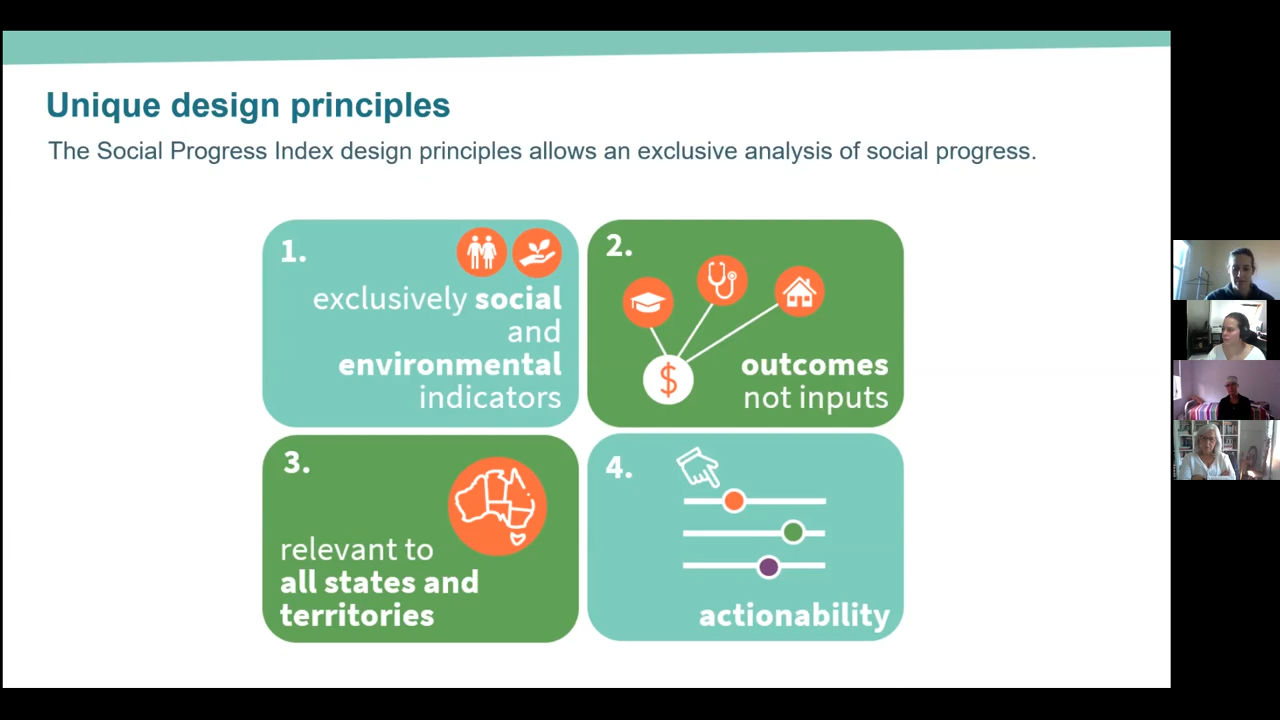 Unique design principles
The Social Progress Index design principles allows an exclusive analysis of social progress.
1.
exclusively social
and
environmental
indicators
2.
$
outcomes
not inputs
3.
relevant to
all states and
territories
4.
actionability